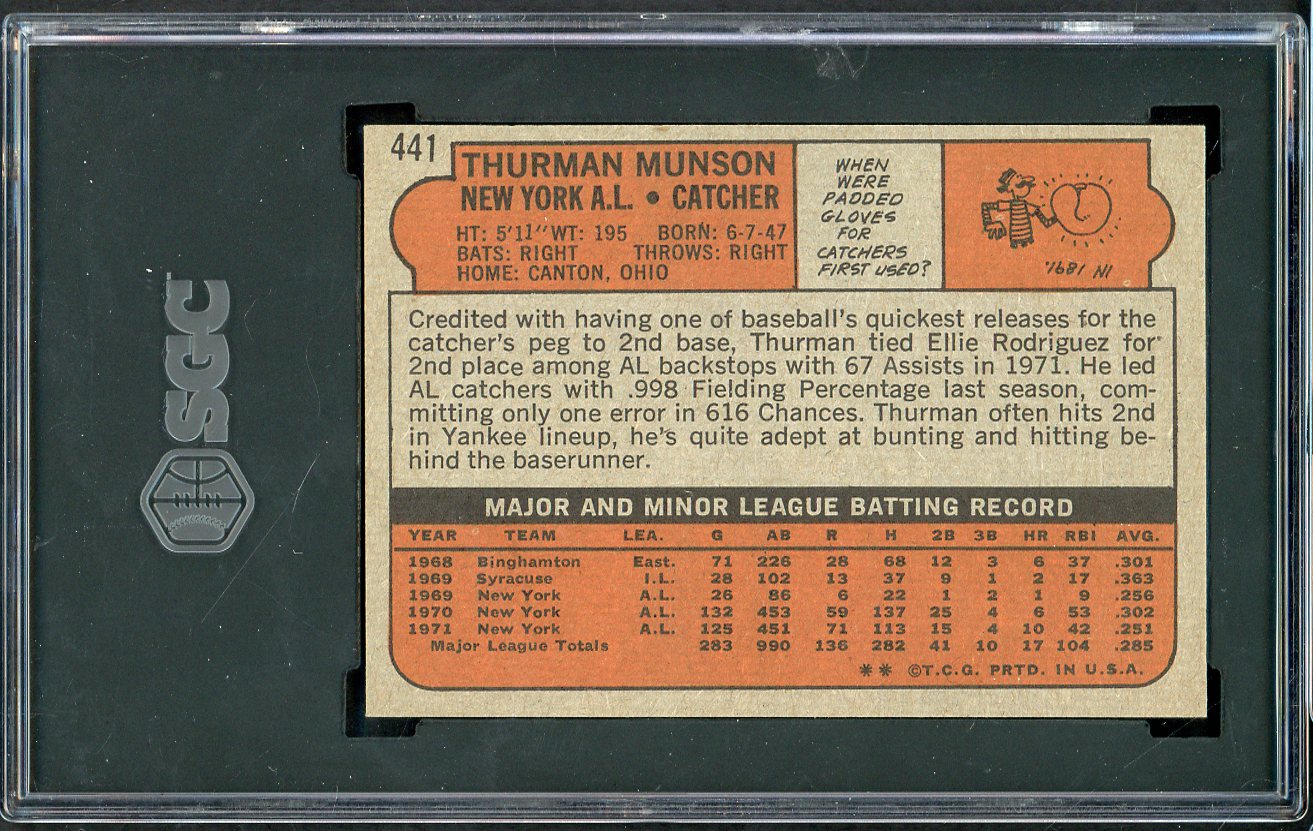 441
THURMAN MUNSON
NEW YORK A.L. • CATCHER
HT: 5'11" WT: 195 BORN: 6-7-47
BATS: RIGHT THROWS: RIGHT
HOME: CANTON, OHIO
WHEN
WERE
PADDED
GLOVES
FOR
CATCHERS
FIRST USED?
IN 1891.
Credited with having one of baseball's quickest releases for the
catcher's peg to 2nd base, Thurman tied Ellie Rodriguez for
2nd place among AL backstops with 67 Assists in 1971. He led
AL catchers with .998 Fielding Percentage last season, com-
mitting only one error in 616 Chances. Thurman often hits 2nd
in Yankee lineup, he's quite adept at bunting and hitting be-
hind the baserunner.
MAJOR AND MINOR LEAGUE BATTING RECORD
YEAR TEAM LEA. G AB R H 2B 3B HR RBI AVG.
1968 Binghamton East. 71 226 28 68 12 3 6 37 .301
1969 Syracuse I.L. 28 102 13 37 9 1 2 17 .363
1969 New York A.L. 26 86 6 22 1 2 1 9 .256
1970 New York A.L. 132 453 59 137 25 4 6 53 .302
1971 New York A.L. 125 451 71 113 15 4 10 42 .251
Major League Totals 283 990 136 282 41 10 17 104 .285
** ©T.C.G. PRTD. IN U.S.A.
SGC™